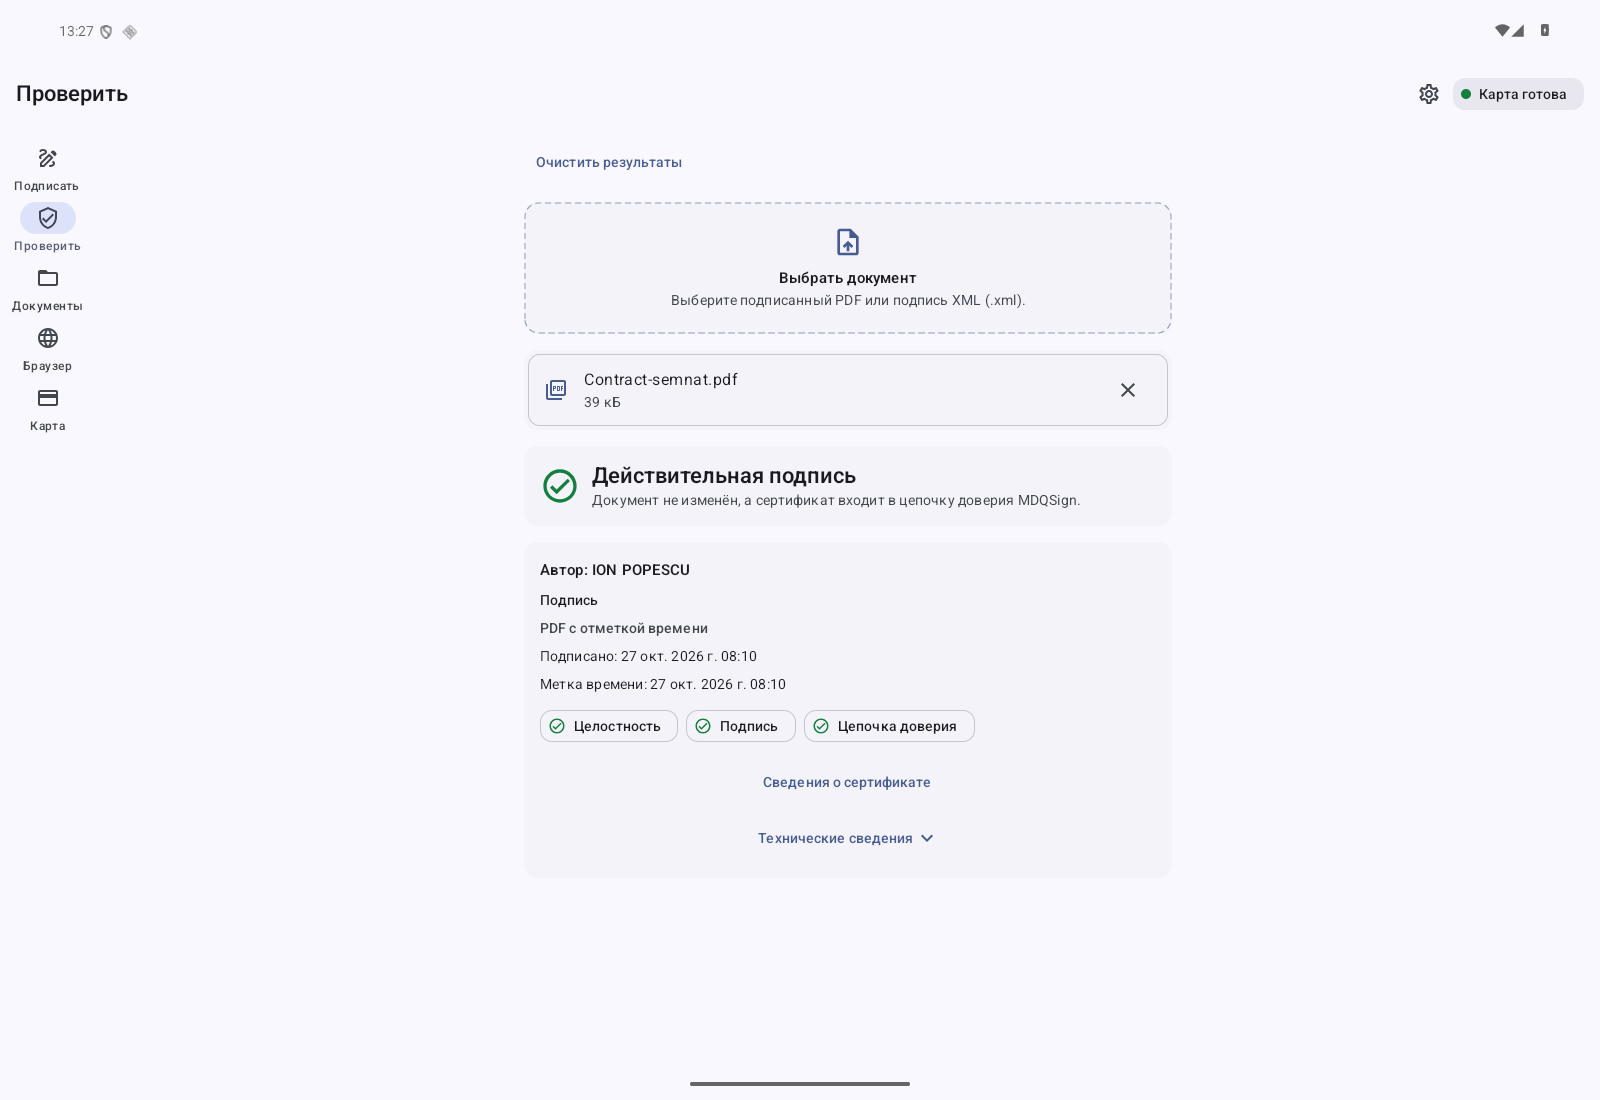 13:27
Проверить
Карта готова
Подписать
Проверить
Документы
Браузер
Карта
Очистить результаты
Выбрать документ
Выберите подписанный PDF или подпись XML (.xml).
PDF
Contract-semnat.pdf
39 кБ
Действительная подпись
Документ не изменён, а сертификат входит в цепочку доверия MDQSign.
Автор: ION POPESCU
Подпись
PDF с отметкой времени
Подписано: 27 окт. 2026 г. 08:10
Метка времени: 27 окт. 2026 г. 08:10
Целостность
Подпись
Цепочка доверия
Сведения о сертификате
Технические сведения